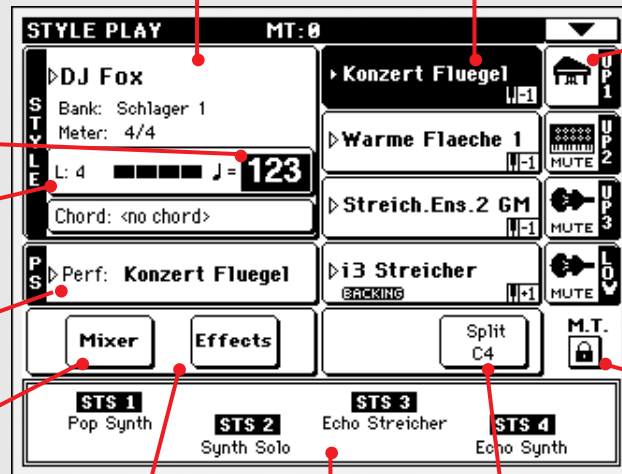 STYLE PLAY MT:0
STYLE
DJ Fox
Bank: Schlager 1
Meter: 4/4
L: 4 ♩= 123
Chord: <no chord>
PS
Perf: Konzert Fluegel
Konzert Fluegel
-1
UP1
Warme Flaeche 1
-1
MUTE
UP2
Streich.Ens.2 GM
-1
MUTE
UP3
i3 Streicher
BACKING
+1
MUTE
LOW
Mixer
Effects
Split
C4
M.T.
STS 1
Pop Synth
STS 2
Synth Solo
STS 3
Echo Streicher
STS 4
Echo Synth